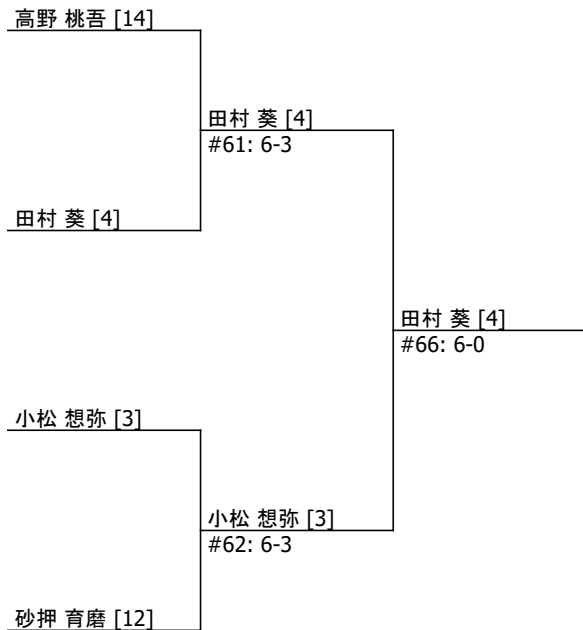 高野 桃吾 [14]
田村 葵 [4]
#61: 6-3
田村 葵 [4]
田村 葵 [4]
#66: 6-0
小松 想弥 [3]
小松 想弥 [3]
#62: 6-3
砂押 育磨 [12]